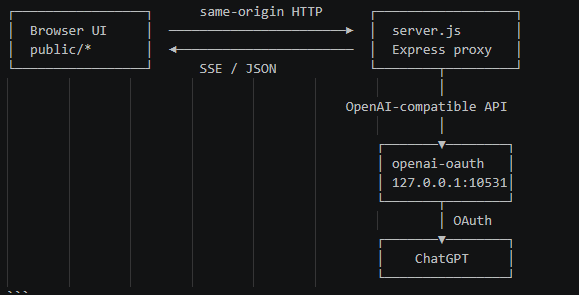 same-origin HTTP
Browser UI
server.js
public/*
Express proxy
SSE / JSON
OpenAI-compatible API
openai-oauth
127.0.0.1:10531
OAuth
ChatGPT
```